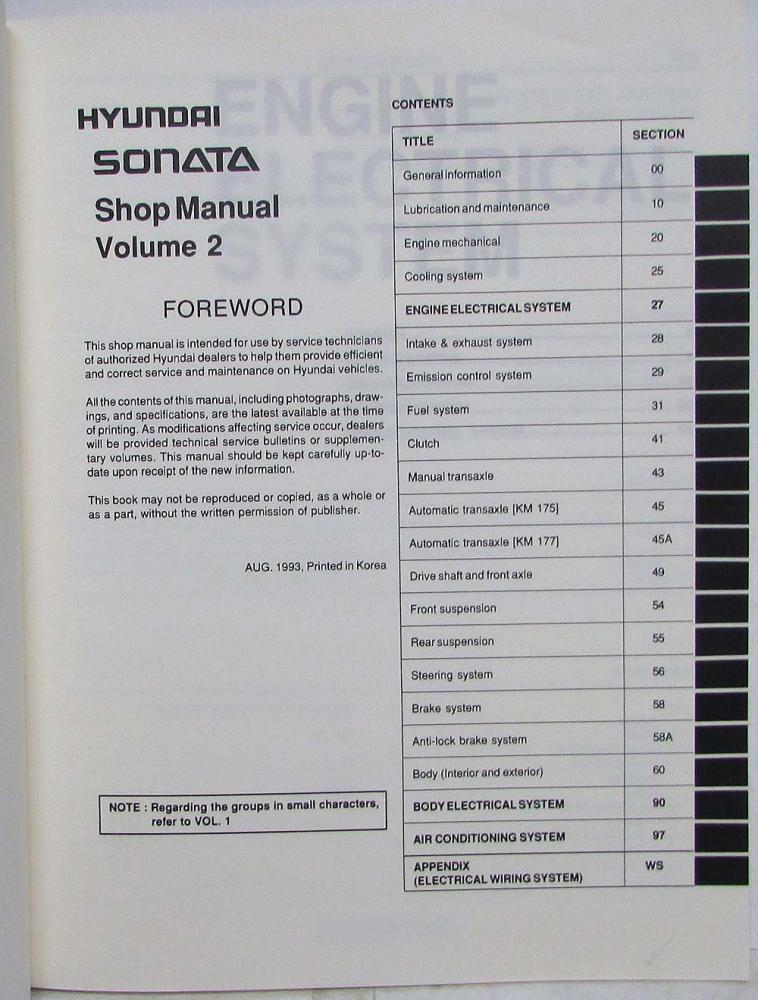 HYUNDAI
SONATA
Shop Manual
Volume 2
FOREWORD
This shop manual is intended for use by service technicians
of authorized Hyundai dealers to help them provide efficient
and correct service and maintenance on Hyundai vehicles.
All the contents of this manual, including photographs, draw-
ings, and specifications, are the latest available at the time
of printing. As modifications affecting service occur, dealers
will be provided technical service bulletins or supplemen-
tary volumes. This manual should be kept carefully up-to-
date upon receipt of the new information.
This book may not be reproduced or copied, as a whole or
as a part, without the written permission of publisher.
AUG. 1993, Printed in Korea
NOTE : Regarding the groups in small characters,
refer to VOL. 1
CONTENTS
TITLE SECTION
General information 00
Lubrication and maintenance 10
Engine mechanical 20
Cooling system 25
ENGINE ELECTRICAL SYSTEM 27
Intake & exhaust system 28
Emission control system 29
Fuel system 31
Clutch 41
Manual transaxle 43
Automatic transaxle [KM 175] 45
Automatic transaxle [KM 177] 45A
Drive shaft and front axle 49
Front suspension 54
Rear suspension 55
Steering system 56
Brake system 58
Anti-lock brake system 58A
Body (Interior and exterior) 60
BODY ELECTRICAL SYSTEM 90
AIR CONDITIONING SYSTEM 97
APPENDIX WS
(ELECTRICAL WIRING SYSTEM)
ENGINE
ELECTRICAL
SYSTEM